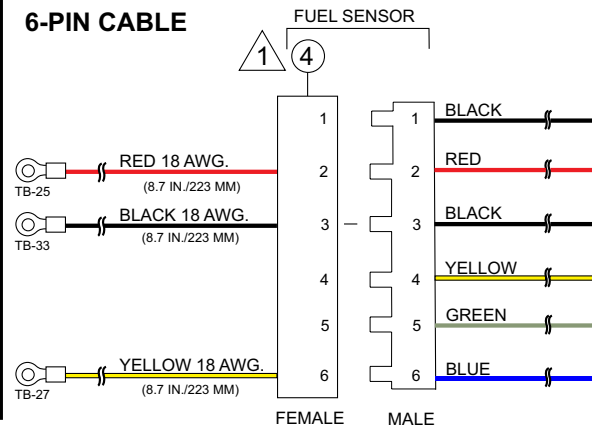 6-PIN CABLE
FUEL SENSOR
1
4
1
1
BLACK
TB-25
RED 18 AWG.
(8.7 IN./223 MM)
2
2
RED
TB-33
BLACK 18 AWG.
(8.7 IN./223 MM)
3
3
BLACK
4
4
YELLOW
5
5
GREEN
TB-27
YELLOW 18 AWG.
(8.7 IN./223 MM)
6
6
BLUE
FEMALE
MALE